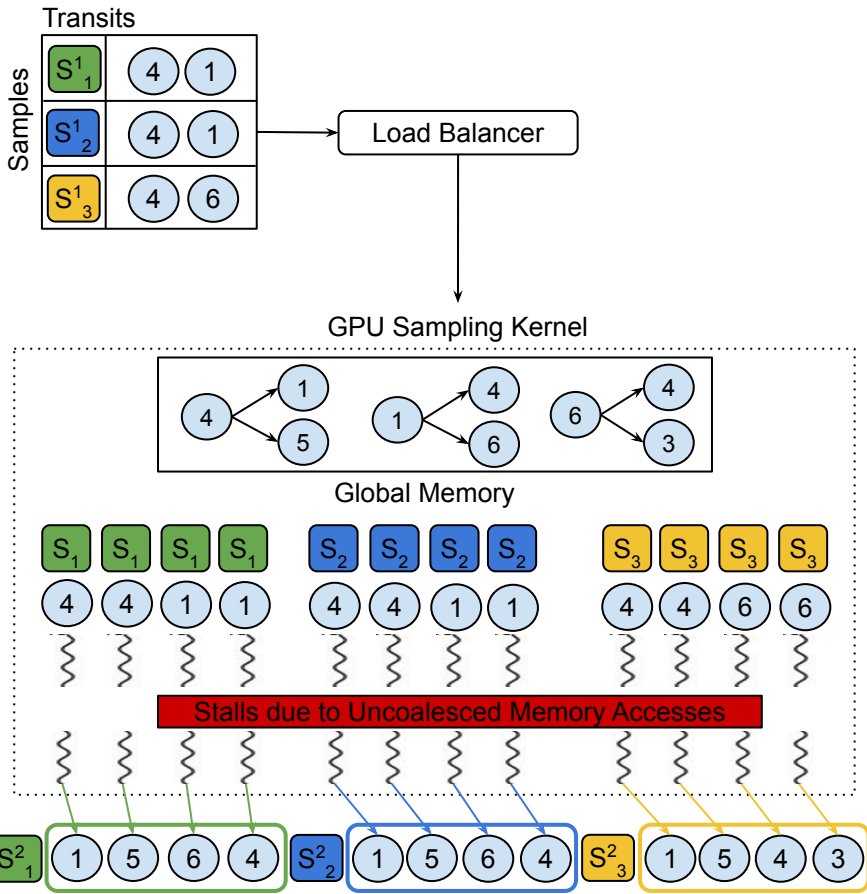 Transits
Samples
S¹₁ 4 1
S¹₂ 4 1
S¹₃ 4 6
Load Balancer
GPU Sampling Kernel
1 4 4
4 1 6
5 6 3
Global Memory
S₁ S₁ S₁ S₁ S₂ S₂ S₂ S₂ S₃ S₃ S₃ S₃
4 4 1 1 4 4 1 1 4 4 6 6
Stalls due to Uncoalesced Memory Accesses
S²₁ 1 5 6 4 S²₂ 1 5 6 4 S²₃ 1 5 4 3